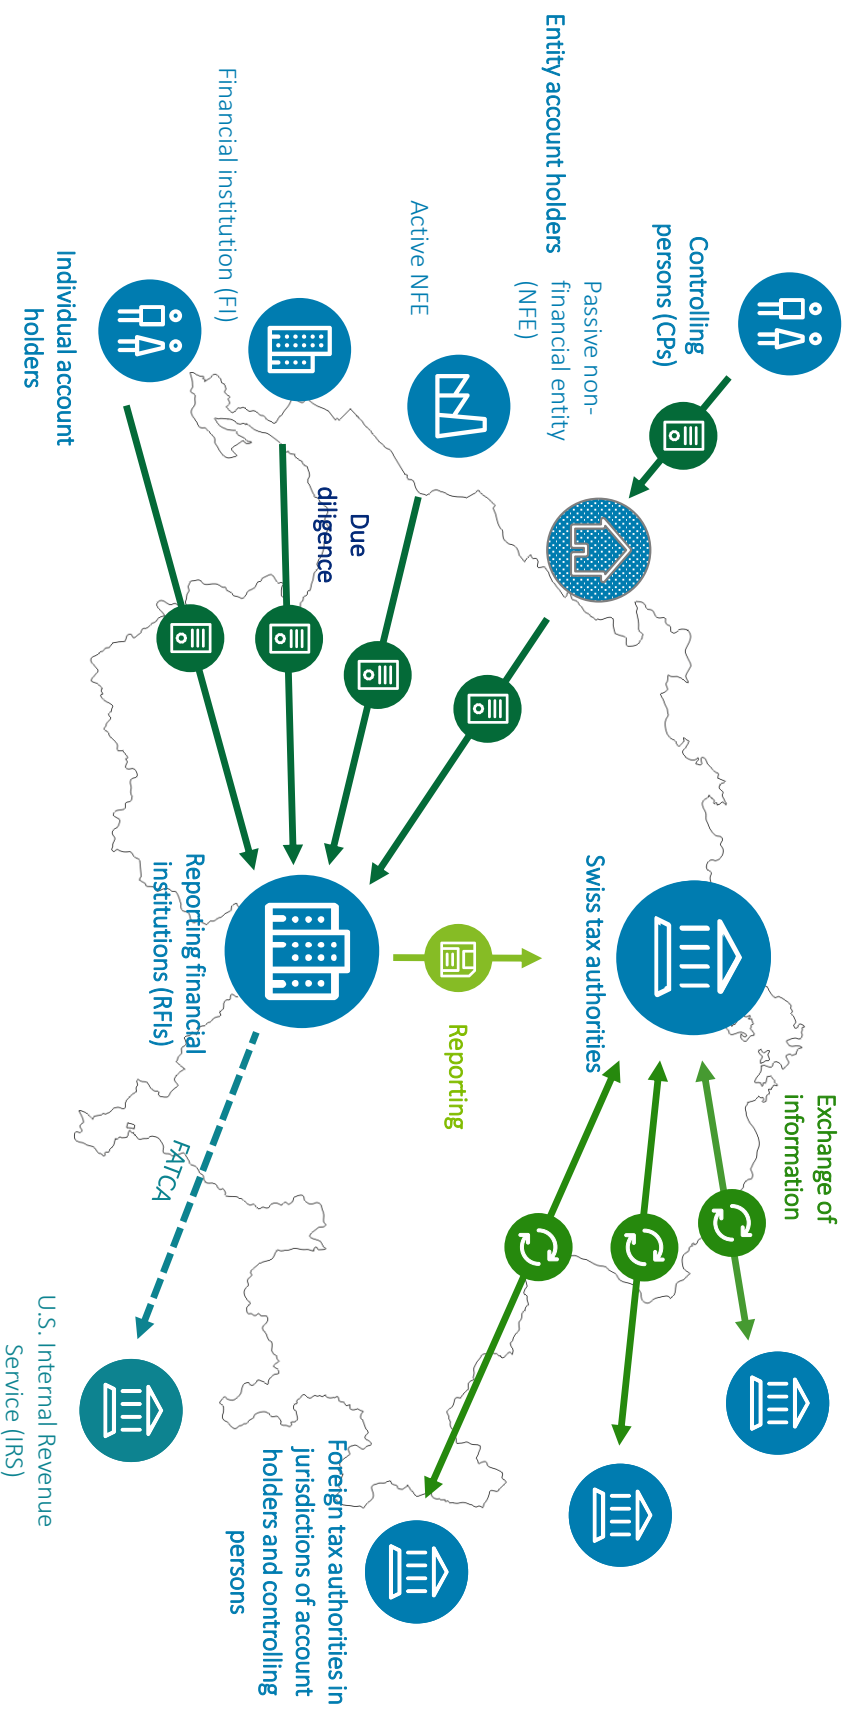 Controlling
persons (CPs)
Entity account holders
Passive non-
financial entity
(NFE)
Active NFE
Financial institution (FI)
Individual account
holders
Due
diligence
Swiss tax authorities
Reporting
Reporting financial
institutions (RFIs)
Exchange of
information
FATCA
Foreign tax authorities in
jurisdictions of account
holders and controlling
persons
U.S. Internal Revenue
Service (IRS)